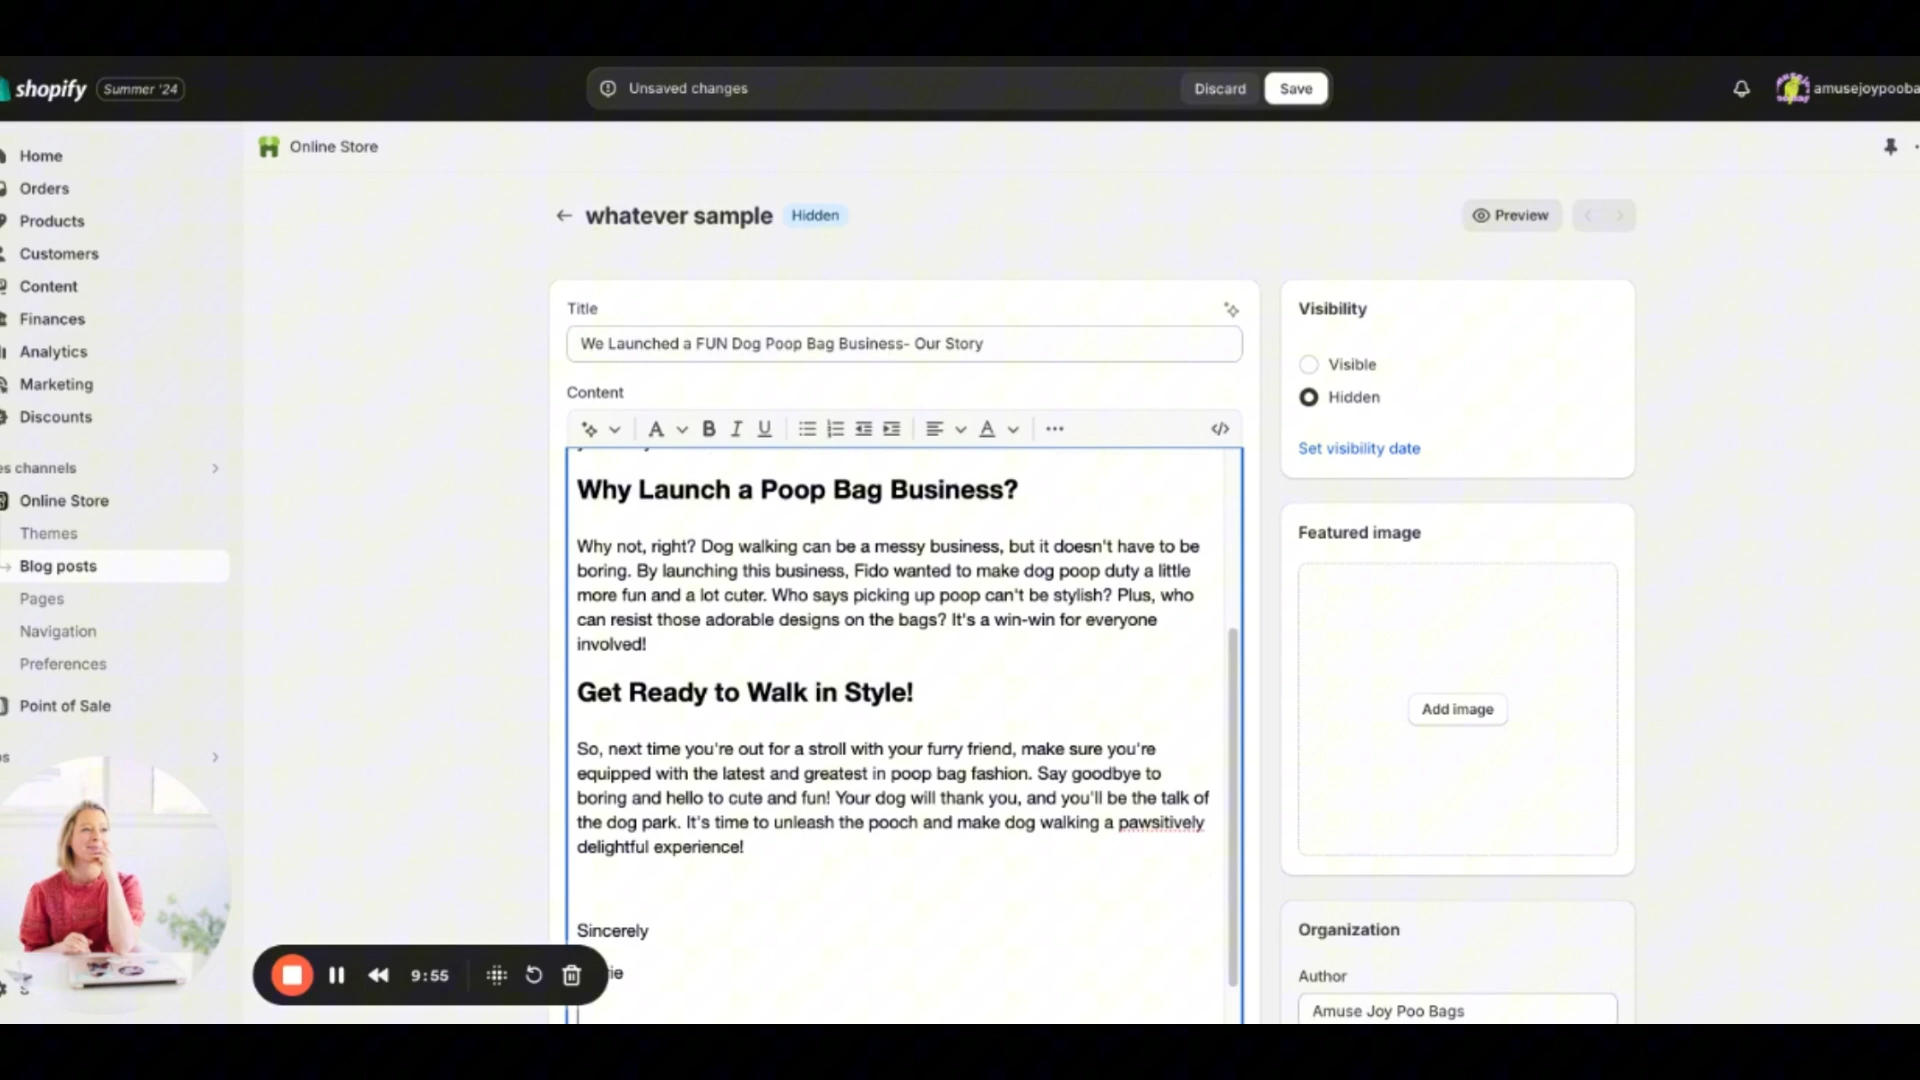 shopify Summer '24
Unsaved changes
Discard
Save
Home
Orders
Products
Customers
Content
Finances
Analytics
Marketing
Discounts
channels
Online Store
Themes
Blog posts
Pages
Navigation
Preferences
Point of Sale
Online Store
whatever sample Hidden
Preview
Title
We Launched a FUN Dog Poop Bag Business- Our Story
Content
Why Launch a Poop Bag Business?
Why not, right? Dog walking can be a messy business, but it doesn't have to be
boring. By launching this business, Fido wanted to make dog poop duty a little
more fun and a lot cuter. Who says picking up poop can't be stylish? Plus, who
can resist those adorable designs on the bags? It's a win-win for everyone
involved!
Get Ready to Walk in Style!
So, next time you're out for a stroll with your furry friend, make sure you're
equipped with the latest and greatest in poop bag fashion. Say goodbye to
boring and hello to cute and fun! Your dog will thank you, and you'll be the talk of
the dog park. It's time to unleash the pooch and make dog walking a pawsitively
delightful experience!
Sincerely
9:55
Visibility
Visible
Hidden
Set visibility date
Featured image
Add image
Organization
Author
Amuse Joy Poo Bags